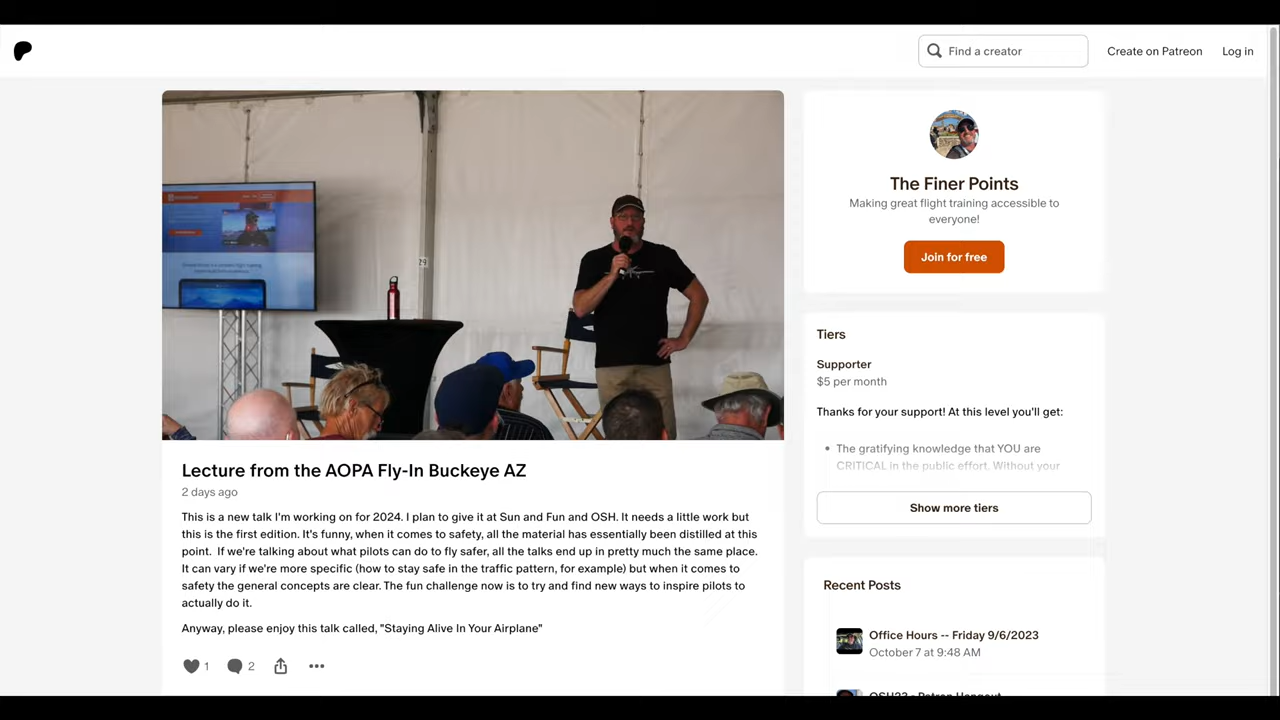 Find a creator
Create on Patreon
Log in
29
The Finer Points
Making great flight training accessible to
everyone!
Join for free
Tiers
Supporter
$5 per month
Thanks for your support! At this level you'll get:
• The gratifying knowledge that YOU are
CRITICAL in the public effort. Without your
Show more tiers
Lecture from the AOPA Fly-In Buckeye AZ
2 days ago
This is a new talk I'm working on for 2024. I plan to give it at Sun and Fun and OSH. It needs a little work but
this is the first edition. It's funny, when it comes to safety, all the material has essentially been distilled at this
point. If we're talking about what pilots can do to fly safer, all the talks end up in pretty much the same place.
It can vary if we're more specific (how to stay safe in the traffic pattern, for example) but when it comes to
safety the general concepts are clear. The fun challenge now is to try and find new ways to inspire pilots to
actually do it.
Anyway, please enjoy this talk called, "Staying Alive In Your Airplane"
1
2
Recent Posts
Office Hours -- Friday 9/6/2023
October 7 at 9:48 AM
OSH23 - Patron Hangout